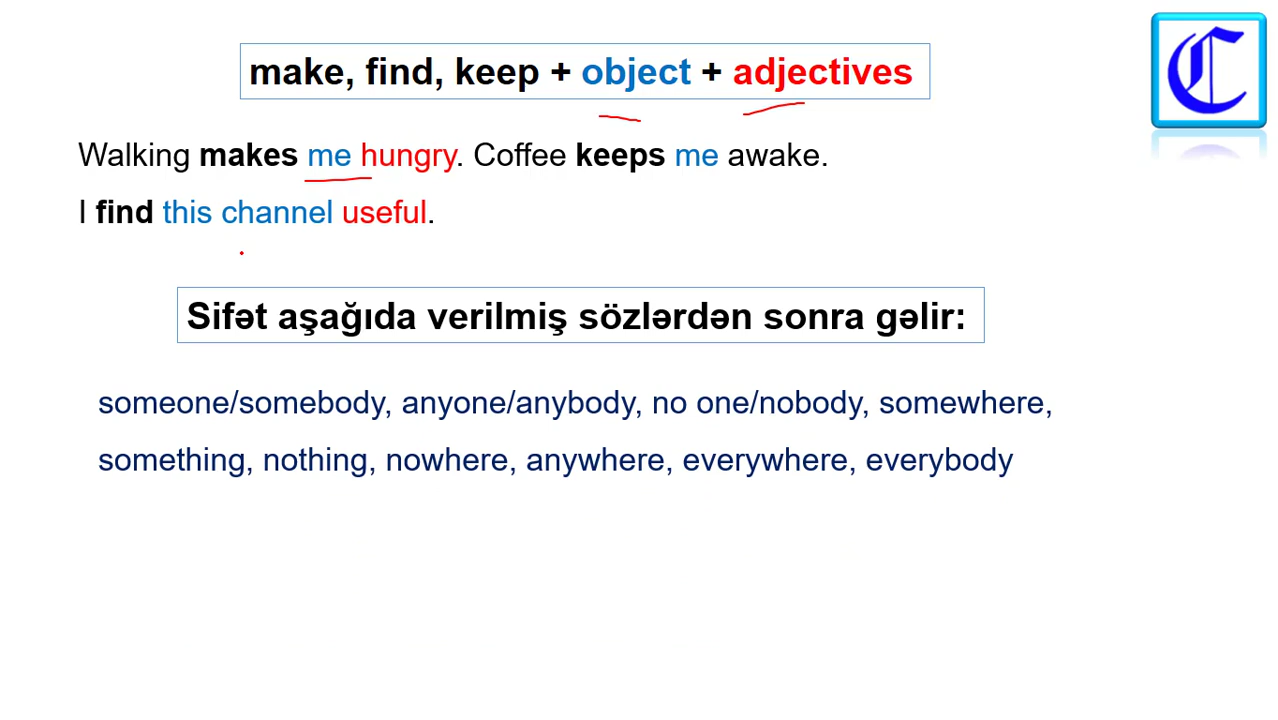 make, find, keep + object + adjectives
Walking makes me hungry. Coffee keeps me awake.
I find this channel useful.
Sifət aşağıda verilmiş sözlərdən sonra gəlir:
someone/somebody, anyone/anybody, no one/nobody, somewhere,
something, nothing, nowhere, anywhere, everywhere, everybody
C